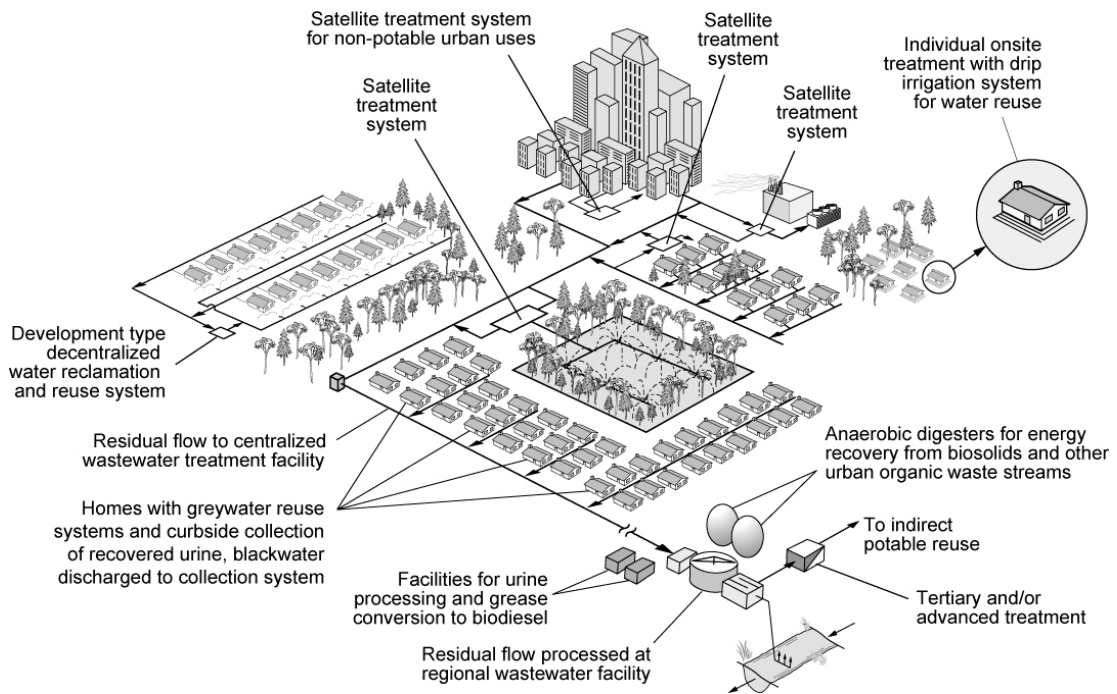 Satellite treatment system
for non-potable urban uses
Satellite
treatment
system
Individual onsite
treatment with drip
irrigation system
for water reuse
Satellite
treatment
system
Satellite
treatment
system
Development type
decentralized
water reclamation
and reuse system
Residual flow to centralized
wastewater treatment facility
Anaerobic digesters for energy
recovery from biosolids and other
urban organic waste streams
Homes with greywater reuse
systems and curbside collection
of recovered urine, blackwater
discharged to collection system
To indirect
potable reuse
Facilities for urine
processing and grease
conversion to biodiesel
Tertiary and/or
advanced treatment
Residual flow processed at
regional wastewater facility